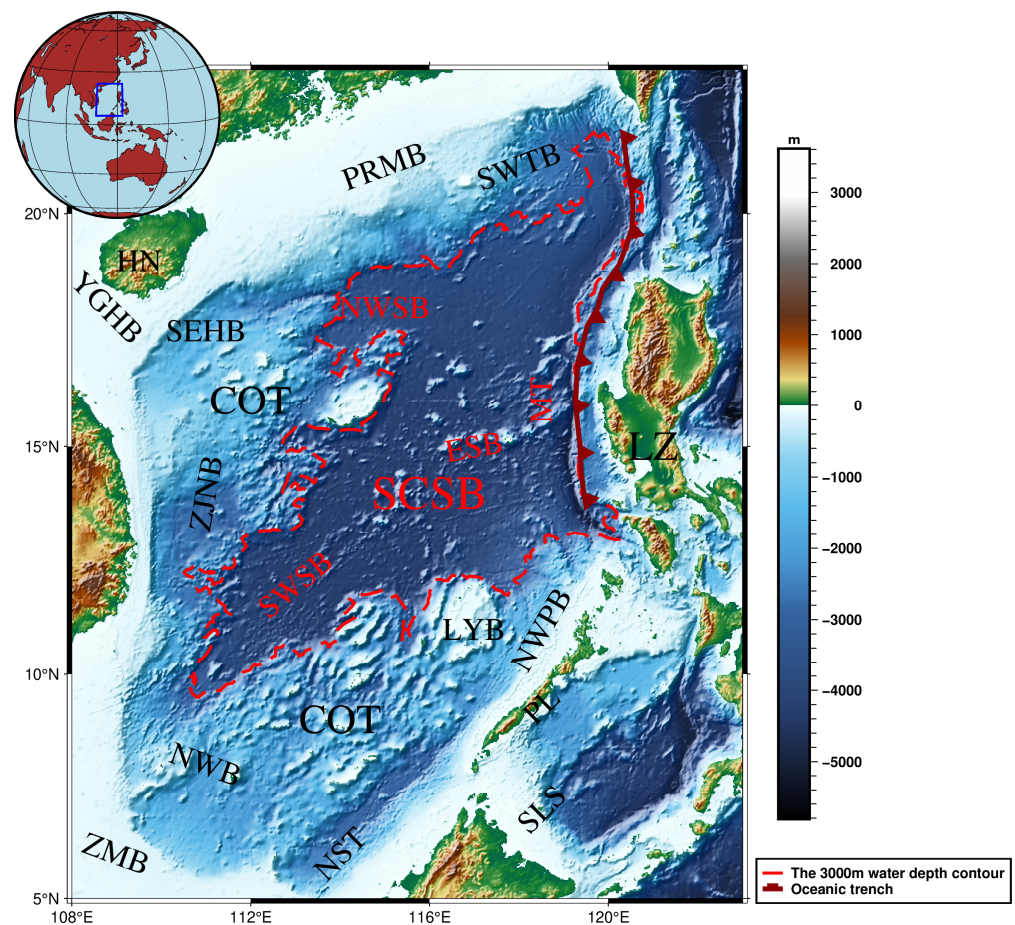 PRMB
SWTB
20°N
HN
YGHB
SEHB
NWSB
COT
MT
15°N
ESB
LZ
SCSB
ZJNB
SWSB
LYB
NWPB
10°N
PL
COT
NWB
SLS
NST
ZMB
5°N
108°E
112°E
116°E
120°E
m
3000
2000
1000
0
−1000
−2000
−3000
−4000
−5000
The 3000m water depth contour
Oceanic trench